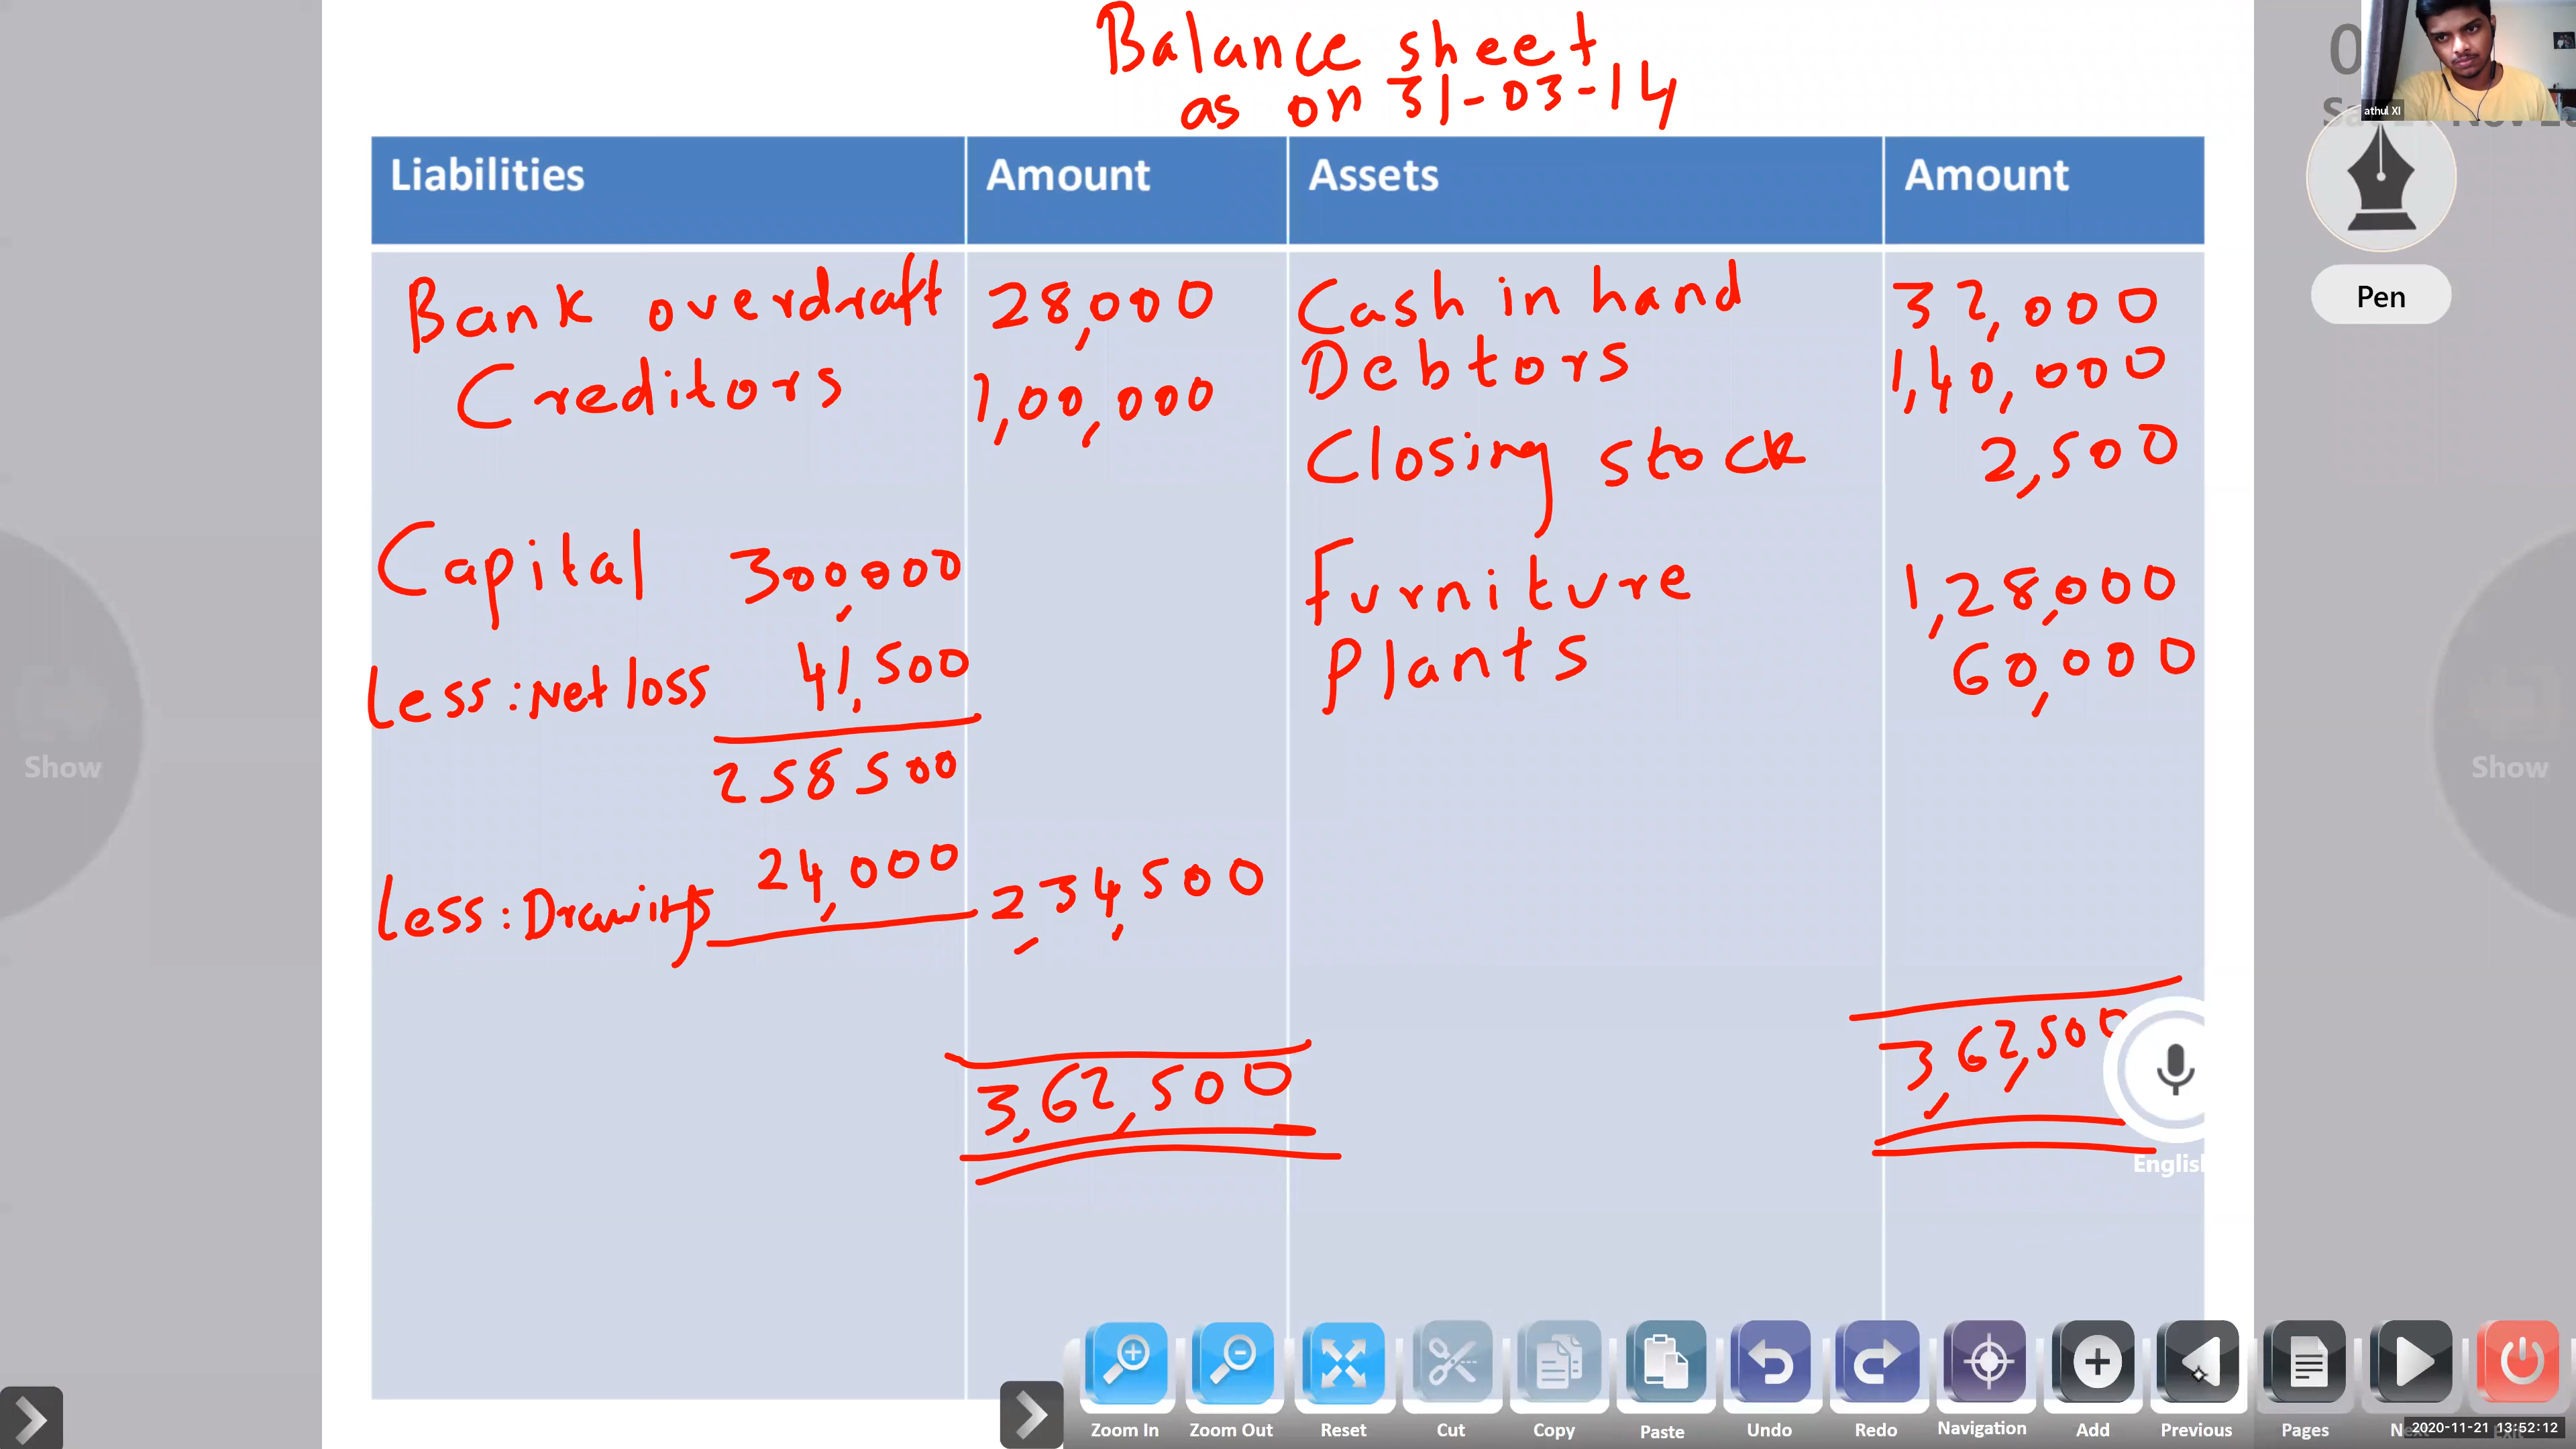 Balance sheet
as on 31-03-14
athul XI
Liabilities Amount Assets Amount
Bank overdraft 28,000 Cash in hand 32,000
Creditors 1,00,000 Debtors 1,40,000
Closing stock 2,500
Capital 300,000 Furniture 1,28,000
Less: Net loss 41,500 Plants 60,000
258500
Less: Drawings 24,000 2,34,500
3,62,500 3,62,500
Pen
Show
Show
English
Zoom In Zoom Out Reset Cut Copy Paste Undo Redo Navigation Add Previous Pages
2020-11-21 13:52:12